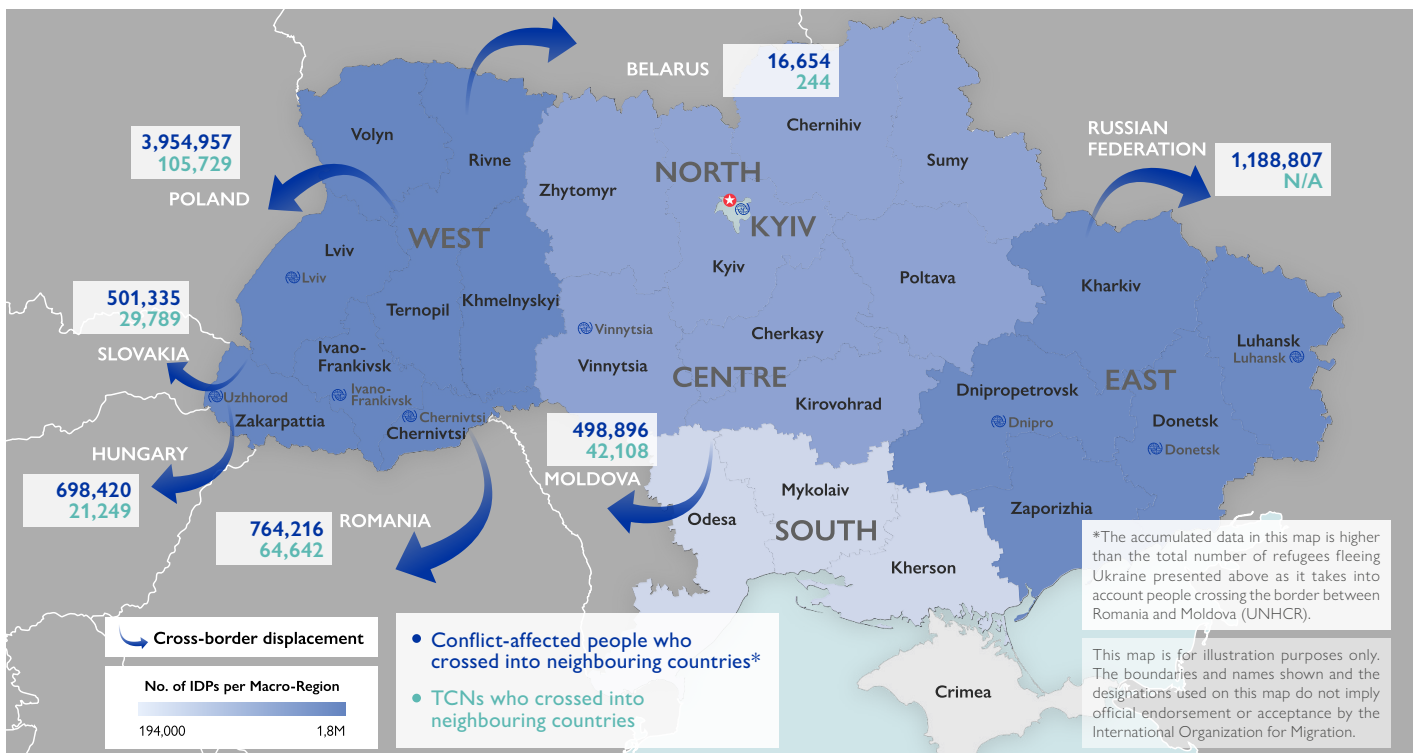 BELARUS
16,654
244
Chernihiv
Volyn
Rivne
Sumy
RUSSIAN
FEDERATION
1,188,807
N/A
3,954,957
105,729
POLAND
Zhytomyr
NORTH
KYIV
WEST
Lviv
Lviv
Kyiv
Poltava
Kharkiv
501,335
29,789
SLOVAKIA
Ternopil
Khmelnyskyi
Vinnytsia
Vinnytsia
Cherkasy
CENTRE
Kirovohrad
Luhansk
Luhansk
EAST
Dnipropetrovsk
Dnipro
Donetsk
Donetsk
Ivano-
Frankivsk
Ivano-
Frankivsk
Uzhhorod
Zakarpattia
Chernivtsi
Chernivtsi
HUNGARY
698,420
21,249
498,896
42,108
MOLDOVA
764,216
64,642
ROMANIA
Mykolaiv
Odesa
SOUTH
Kherson
Zaporizhia
Crimea
*The accumulated data in this map is higher
than the total number of refugees fleeing
Ukraine presented above as it takes into
account people crossing the border between
Romania and Moldova (UNHCR).
This map is for illustration purposes only.
The boundaries and names shown and the
designations used on this map do not imply
official endorsement or acceptance by the
International Organization for Migration.
Cross-border displacement
No. of IDPs per Macro-Region
194,000
1,8M
• Conflict-affected people who
crossed into neighbouring countries*
• TCNs who crossed into
neighbouring countries